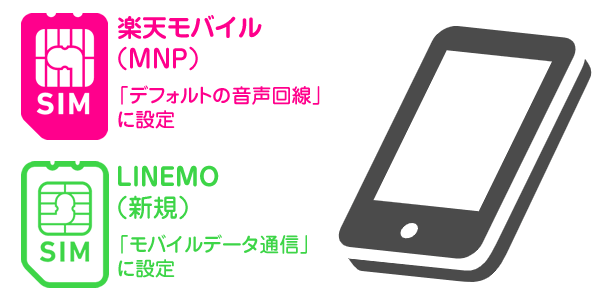 SIM
楽天モバイル
（MNP）
「デフォルトの音声回線」
に設定
SIM
LINEMO
（新規）
「モバイルデータ通信」
に設定